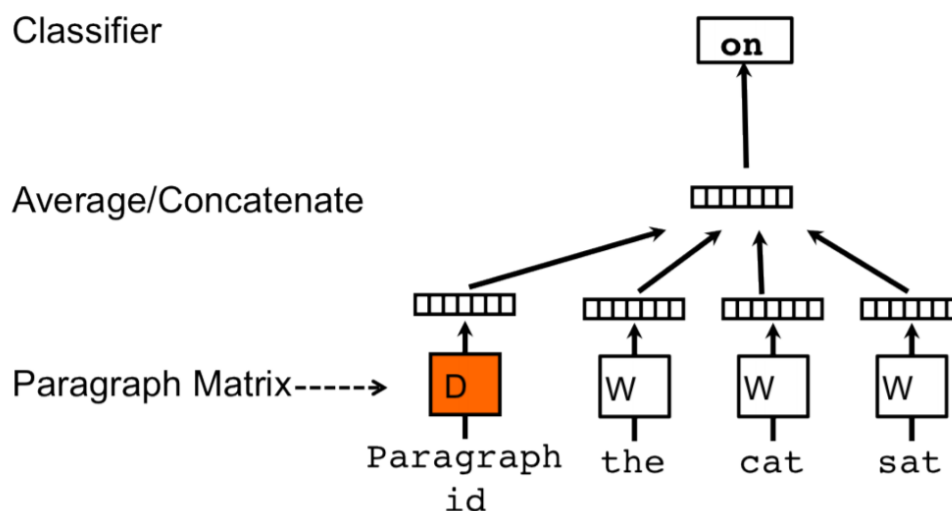 Classifier
on
Average/Concatenate
Paragraph Matrix
D
W
W
W
Paragraph
id
the
cat
sat